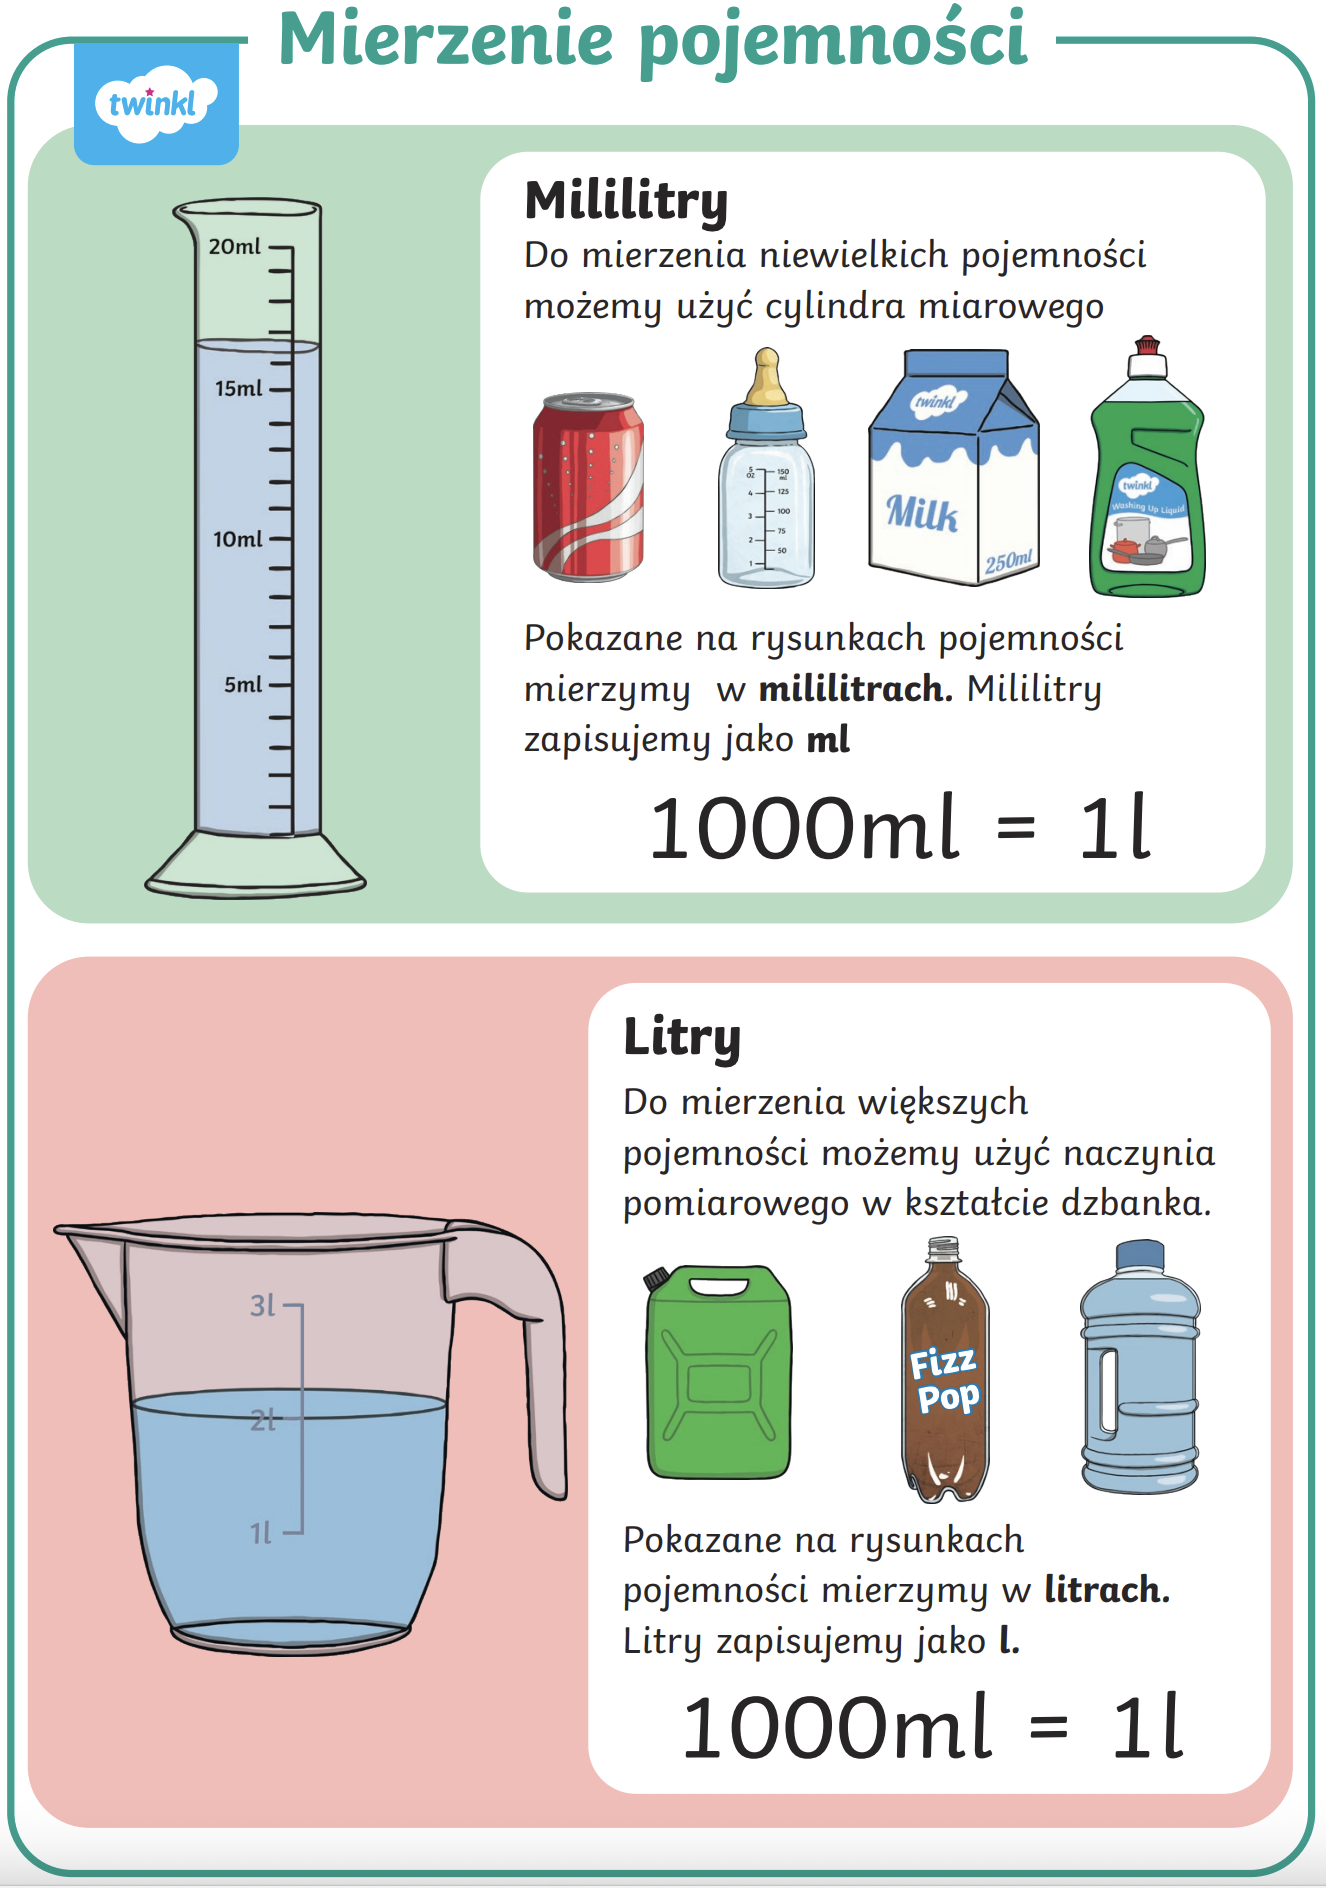 Mierzenie pojemności
twinkl
20ml
15ml
10ml
5ml
Mililitry
Do mierzenia niewielkich pojemności
możemy użyć cylindra miarowego
5 oz 150 ml
4 125
3 100
2 75
1 50
twinkl
Milk
250ml
twinkl
Washing Up Liquid
Pokazane na rysunkach pojemności
mierzymy w mililitrach. Mililitry
zapisujemy jako ml
1000ml = 1l
3l
2l
1l
Litry
Do mierzenia większych
pojemności możemy użyć naczynia
pomiarowego w kształcie dzbanka.
Fizz
Pop
Pokazane na rysunkach
pojemności mierzymy w litrach.
Litry zapisujemy jako l.
1000ml = 1l